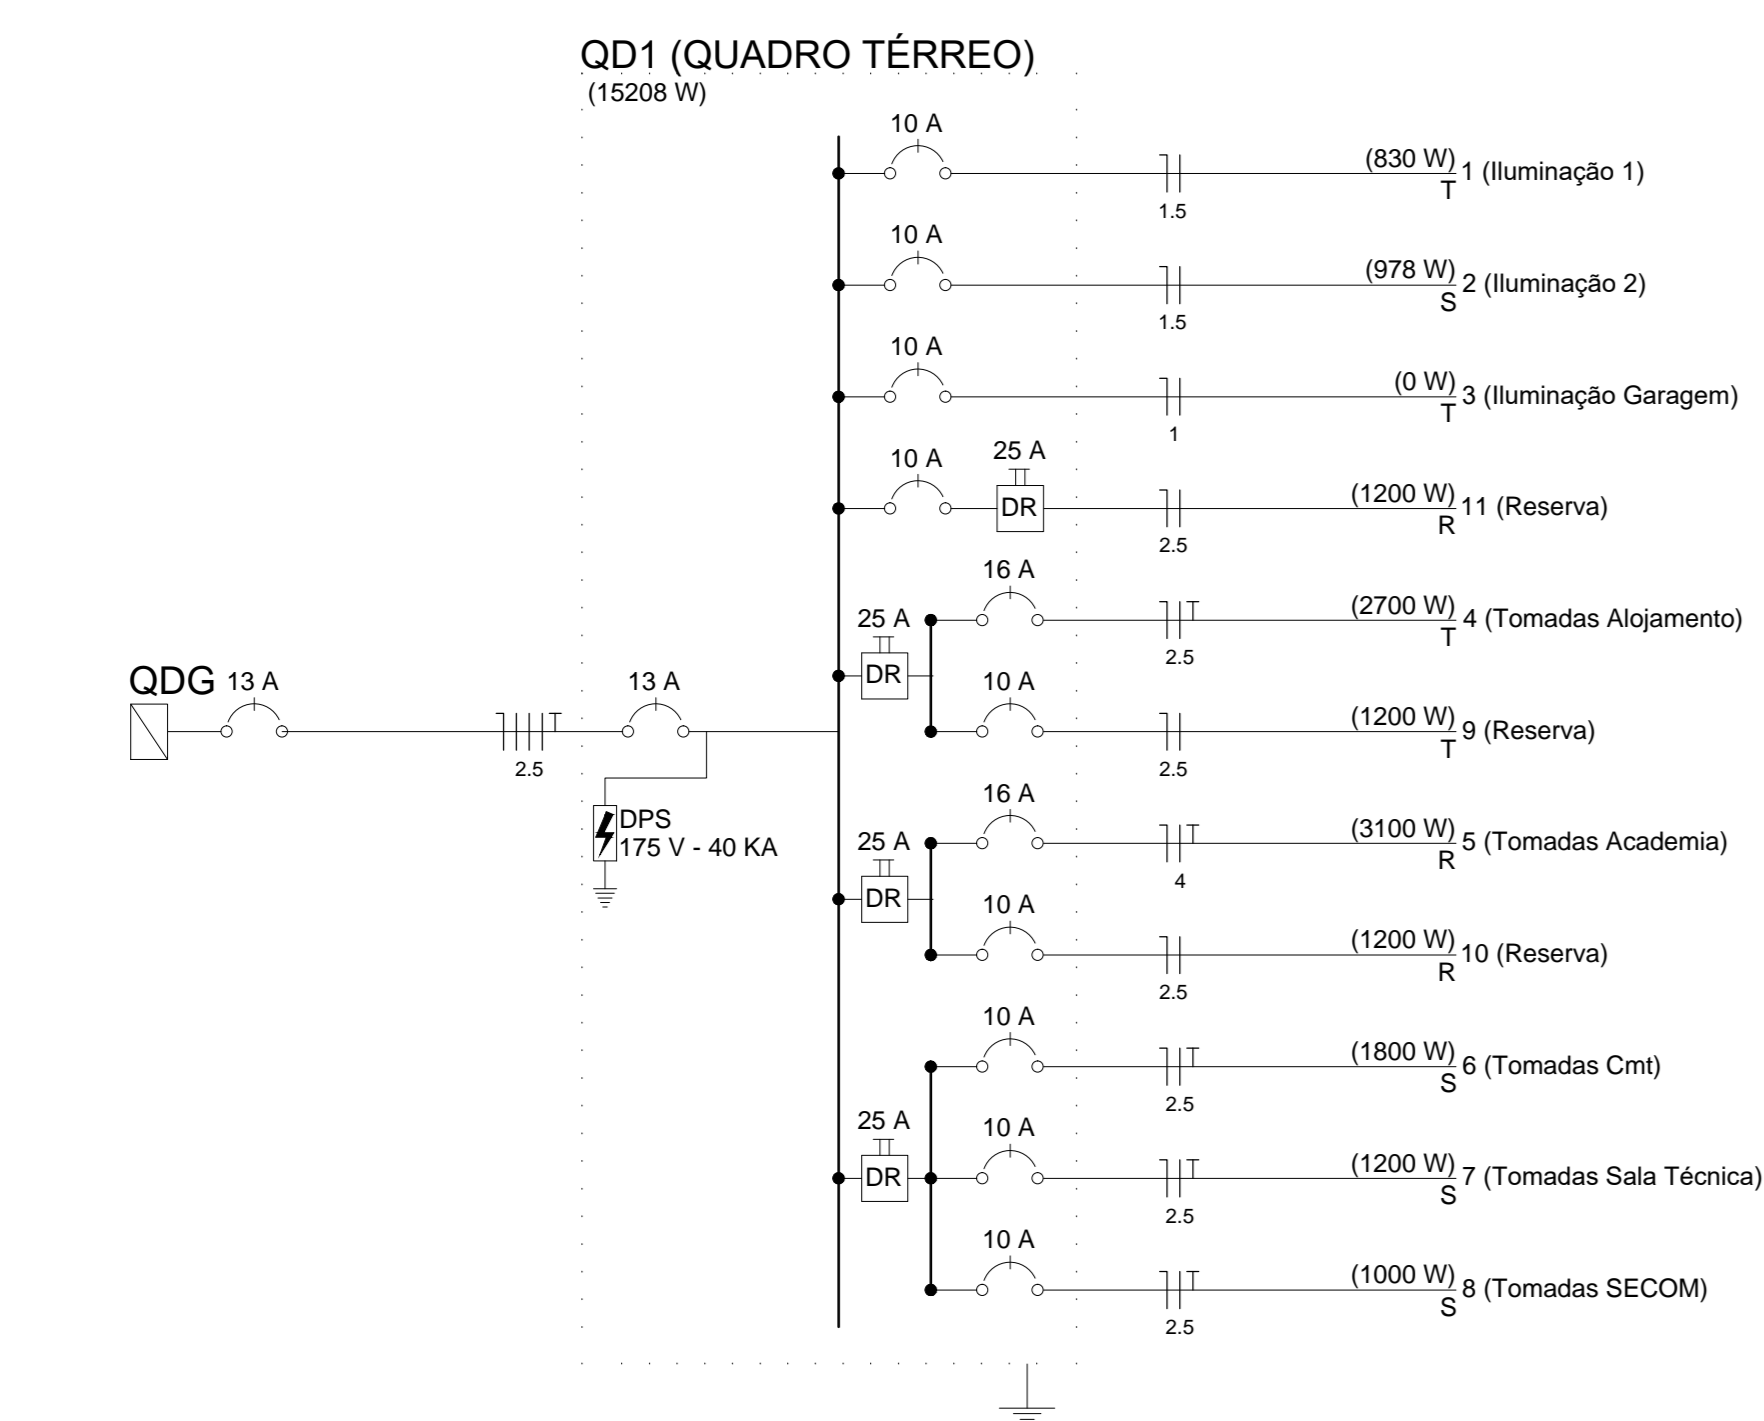 QD1 (QUADRO TÉRREO)
(15208 W)
10 A
(830 W)
T
1 (Iluminação 1)
1.5
10 A
(978 W)
S
2 (Iluminação 2)
1.5
10 A
(0 W)
T
3 (Iluminação Garagem)
1
10 A
25 A
DR
(1200 W)
R
11 (Reserva)
2.5
25 A
DR
16 A
(2700 W)
T
4 (Tomadas Alojamento)
2.5
10 A
(1200 W)
T
9 (Reserva)
2.5
QDG
13 A
2.5
13 A
DPS
175 V - 40 KA
25 A
DR
16 A
(3100 W)
R
5 (Tomadas Academia)
4
10 A
(1200 W)
R
10 (Reserva)
2.5
25 A
DR
10 A
(1800 W)
S
6 (Tomadas Cmt)
2.5
10 A
(1200 W)
S
7 (Tomadas Sala Técnica)
2.5
10 A
(1000 W)
S
8 (Tomadas SECOM)
2.5